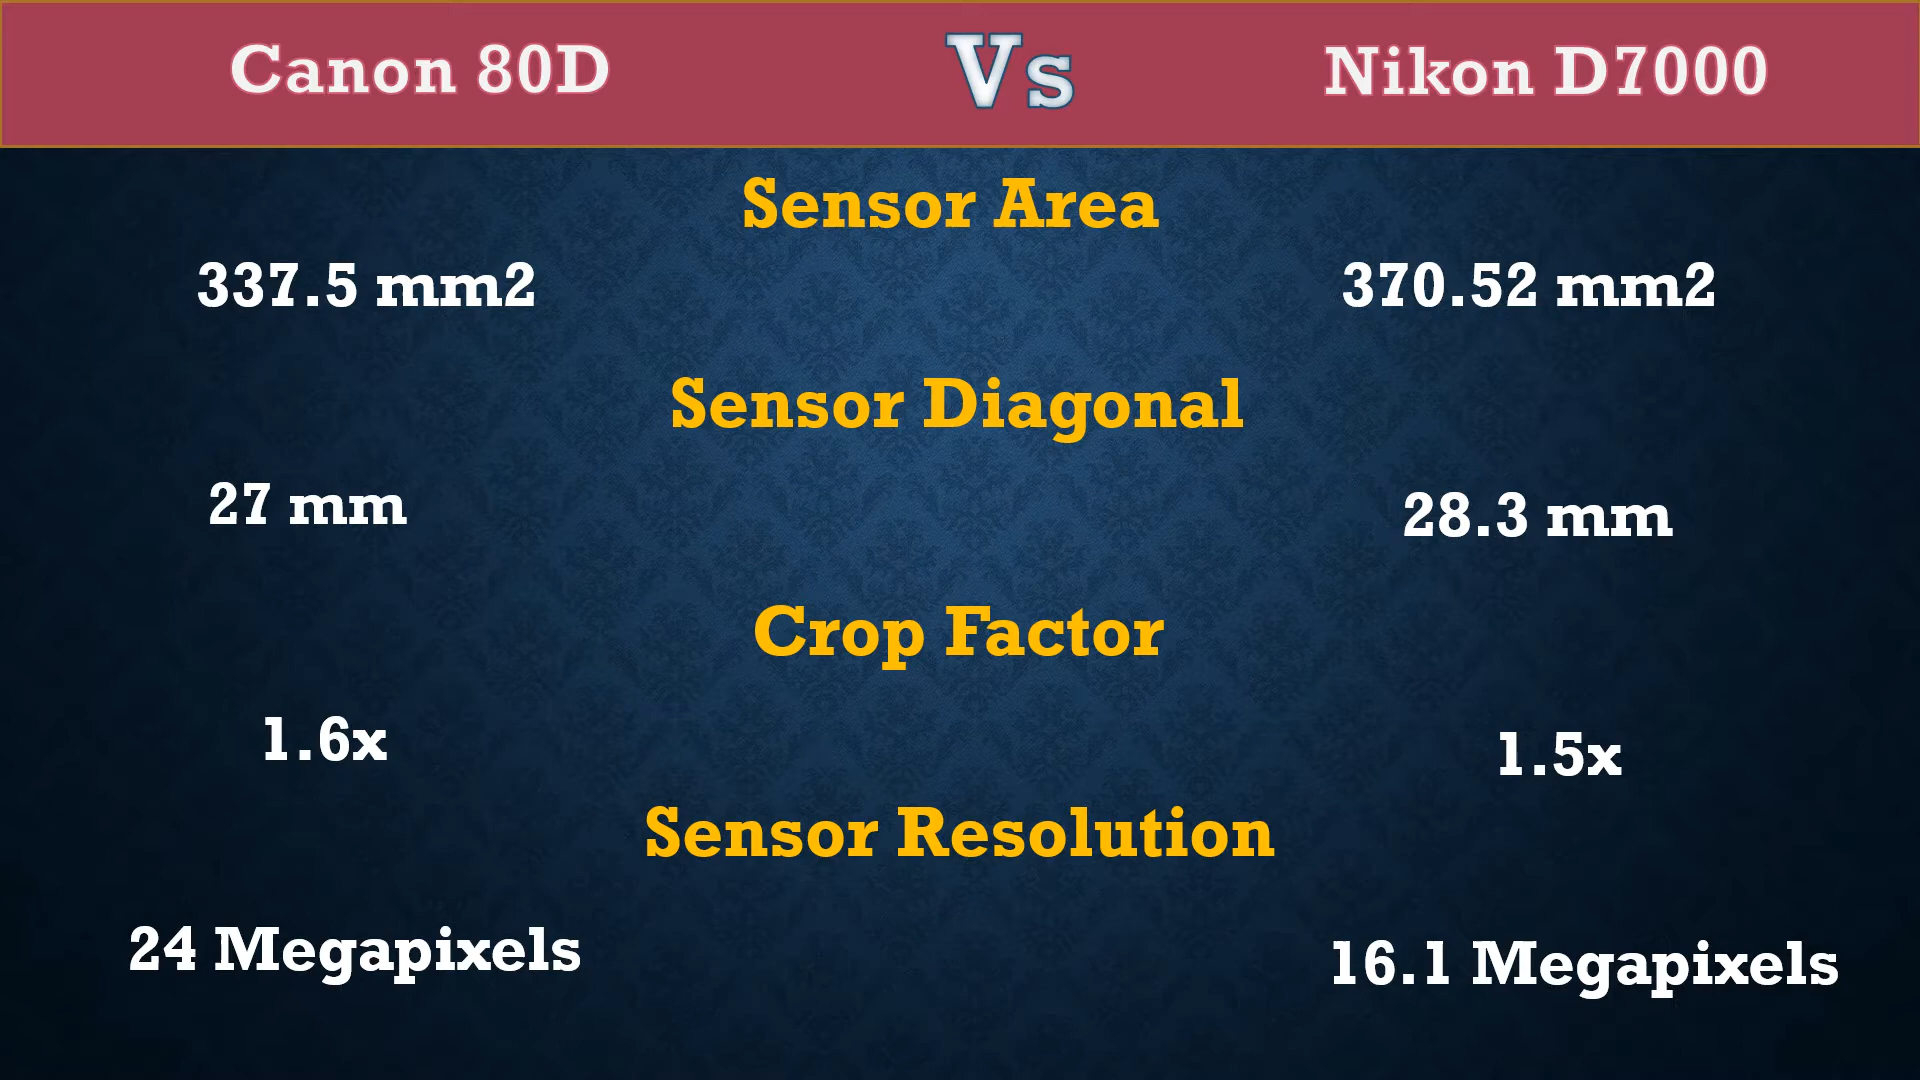 Canon 80D Vs Nikon D7000
Sensor Area
337.5 mm2 370.52 mm2
Sensor Diagonal
27 mm 28.3 mm
Crop Factor
1.6x 1.5x
Sensor Resolution
24 Megapixels 16.1 Megapixels